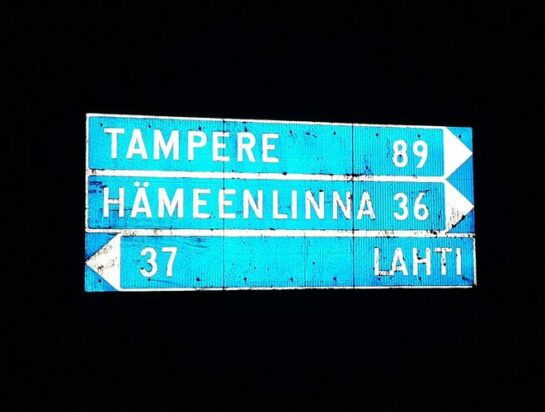 TAMPERE 89
HÄMEENLINNA 36
37 LAHTI